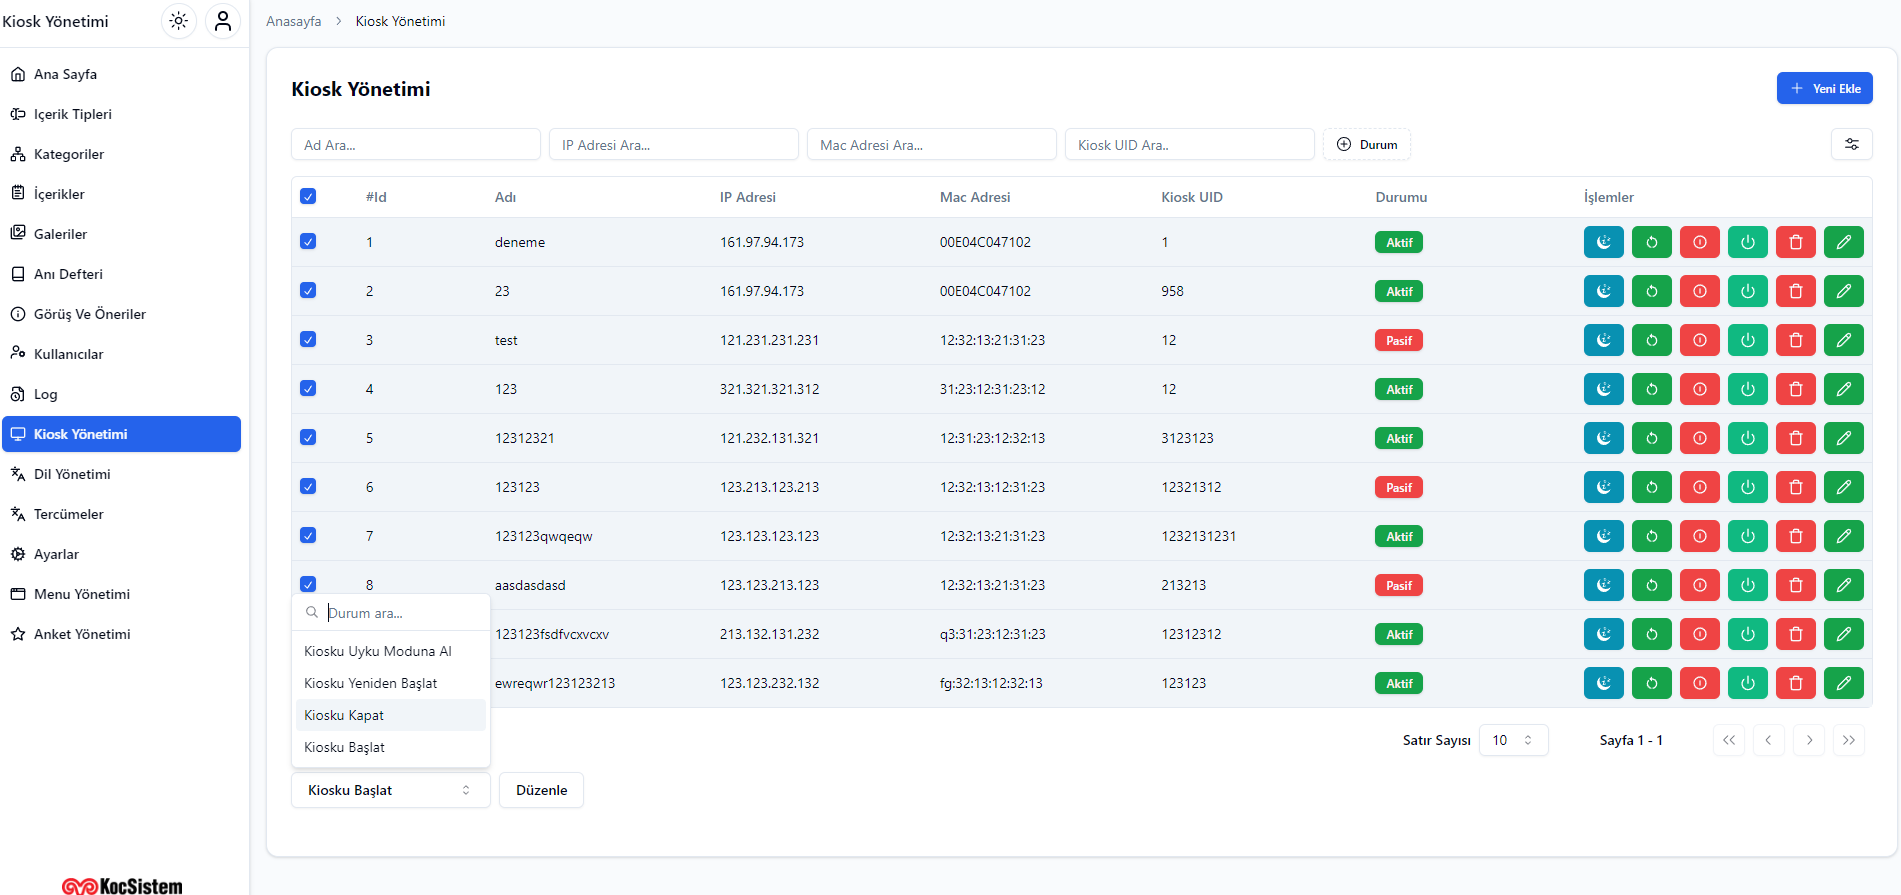 Kiosk Yönetimi
Anasayfa > Kiosk Yönetimi
Ana Sayfa
İçerik Tipleri
Kategoriler
İçerikler
Galeriler
Anı Defteri
Görüş Ve Öneriler
Kullanıcılar
Log
Kiosk Yönetimi
Dil Yönetimi
Tercümeler
Ayarlar
Menu Yönetimi
Anket Yönetimi
KocSistem
Kiosk Yönetimi
Yeni Ekle
Ad Ara... IP Adresi Ara... Mac Adresi Ara... Kiosk UID Ara.. Durum
#Id Adı IP Adresi Mac Adresi Kiosk UID Durumu İşlemler
1 deneme 161.97.94.173 00E04C047102 1 Aktif
2 23 161.97.94.173 00E04C047102 958 Aktif
3 test 121.231.231.231 12:32:13:21:31:23 12 Pasif
4 123 321.321.321.312 31:23:12:31:23:12 12 Aktif
5 12312321 121.232.131.321 12:31:23:12:32:13 3123123 Aktif
6 123123 123.213.123.213 12:32:13:12:31:23 12321312 Pasif
7 123123qwqeqw 123.123.123.123 12:32:13:21:31:23 1232131231 Aktif
8 aasdasdasd 123.123.213.123 12:32:13:21:31:23 213213 Pasif
123123fsdfvcxvcxv 213.132.131.232 q3:31:23:12:31:23 12312312 Aktif
ewreqwr123123213 123.123.232.132 fg:32:13:12:32:13 123123 Aktif
Durum ara...
Kiosku Uyku Moduna Al
Kiosku Yeniden Başlat
Kiosku Kapat
Kiosku Başlat
Satır Sayısı 10 Sayfa 1 - 1
Kiosku Başlat Düzenle